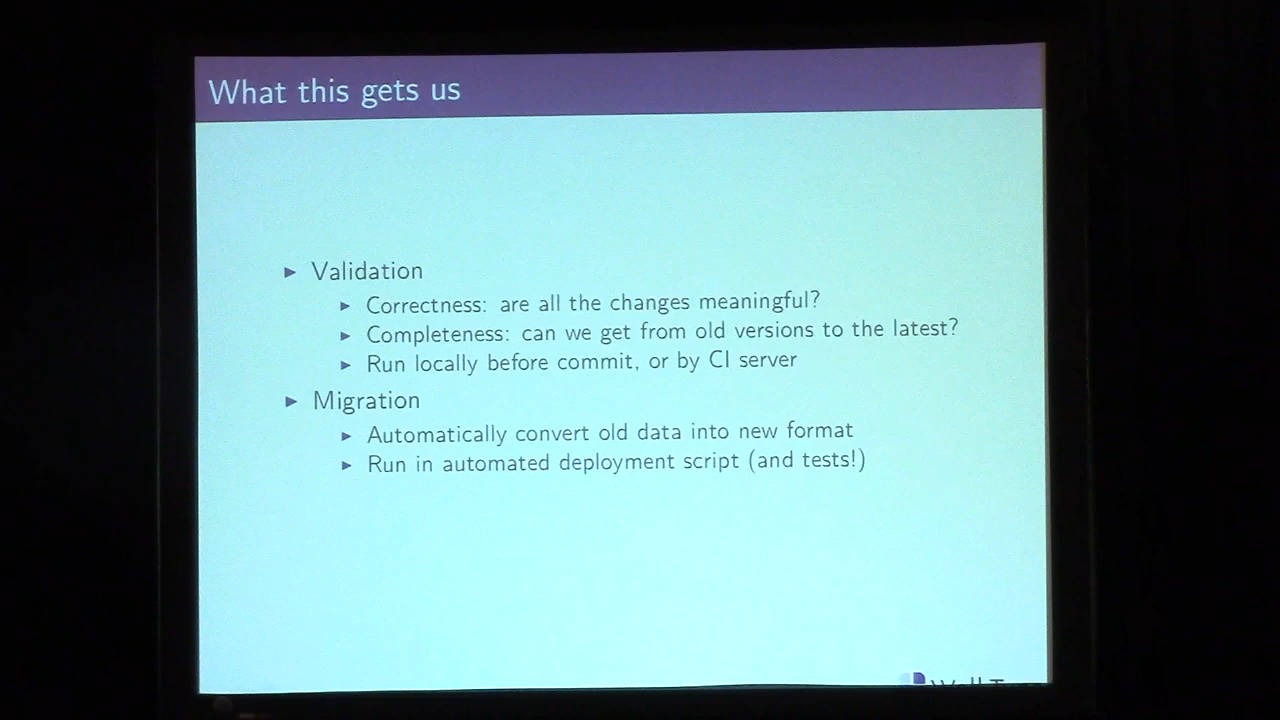 What this gets us
▶ Validation
▶ Correctness: are all the changes meaningful?
▶ Completeness: can we get from old versions to the latest?
▶ Run locally before commit, or by CI server
▶ Migration
▶ Automatically convert old data into new format
▶ Run in automated deployment script (and tests!)